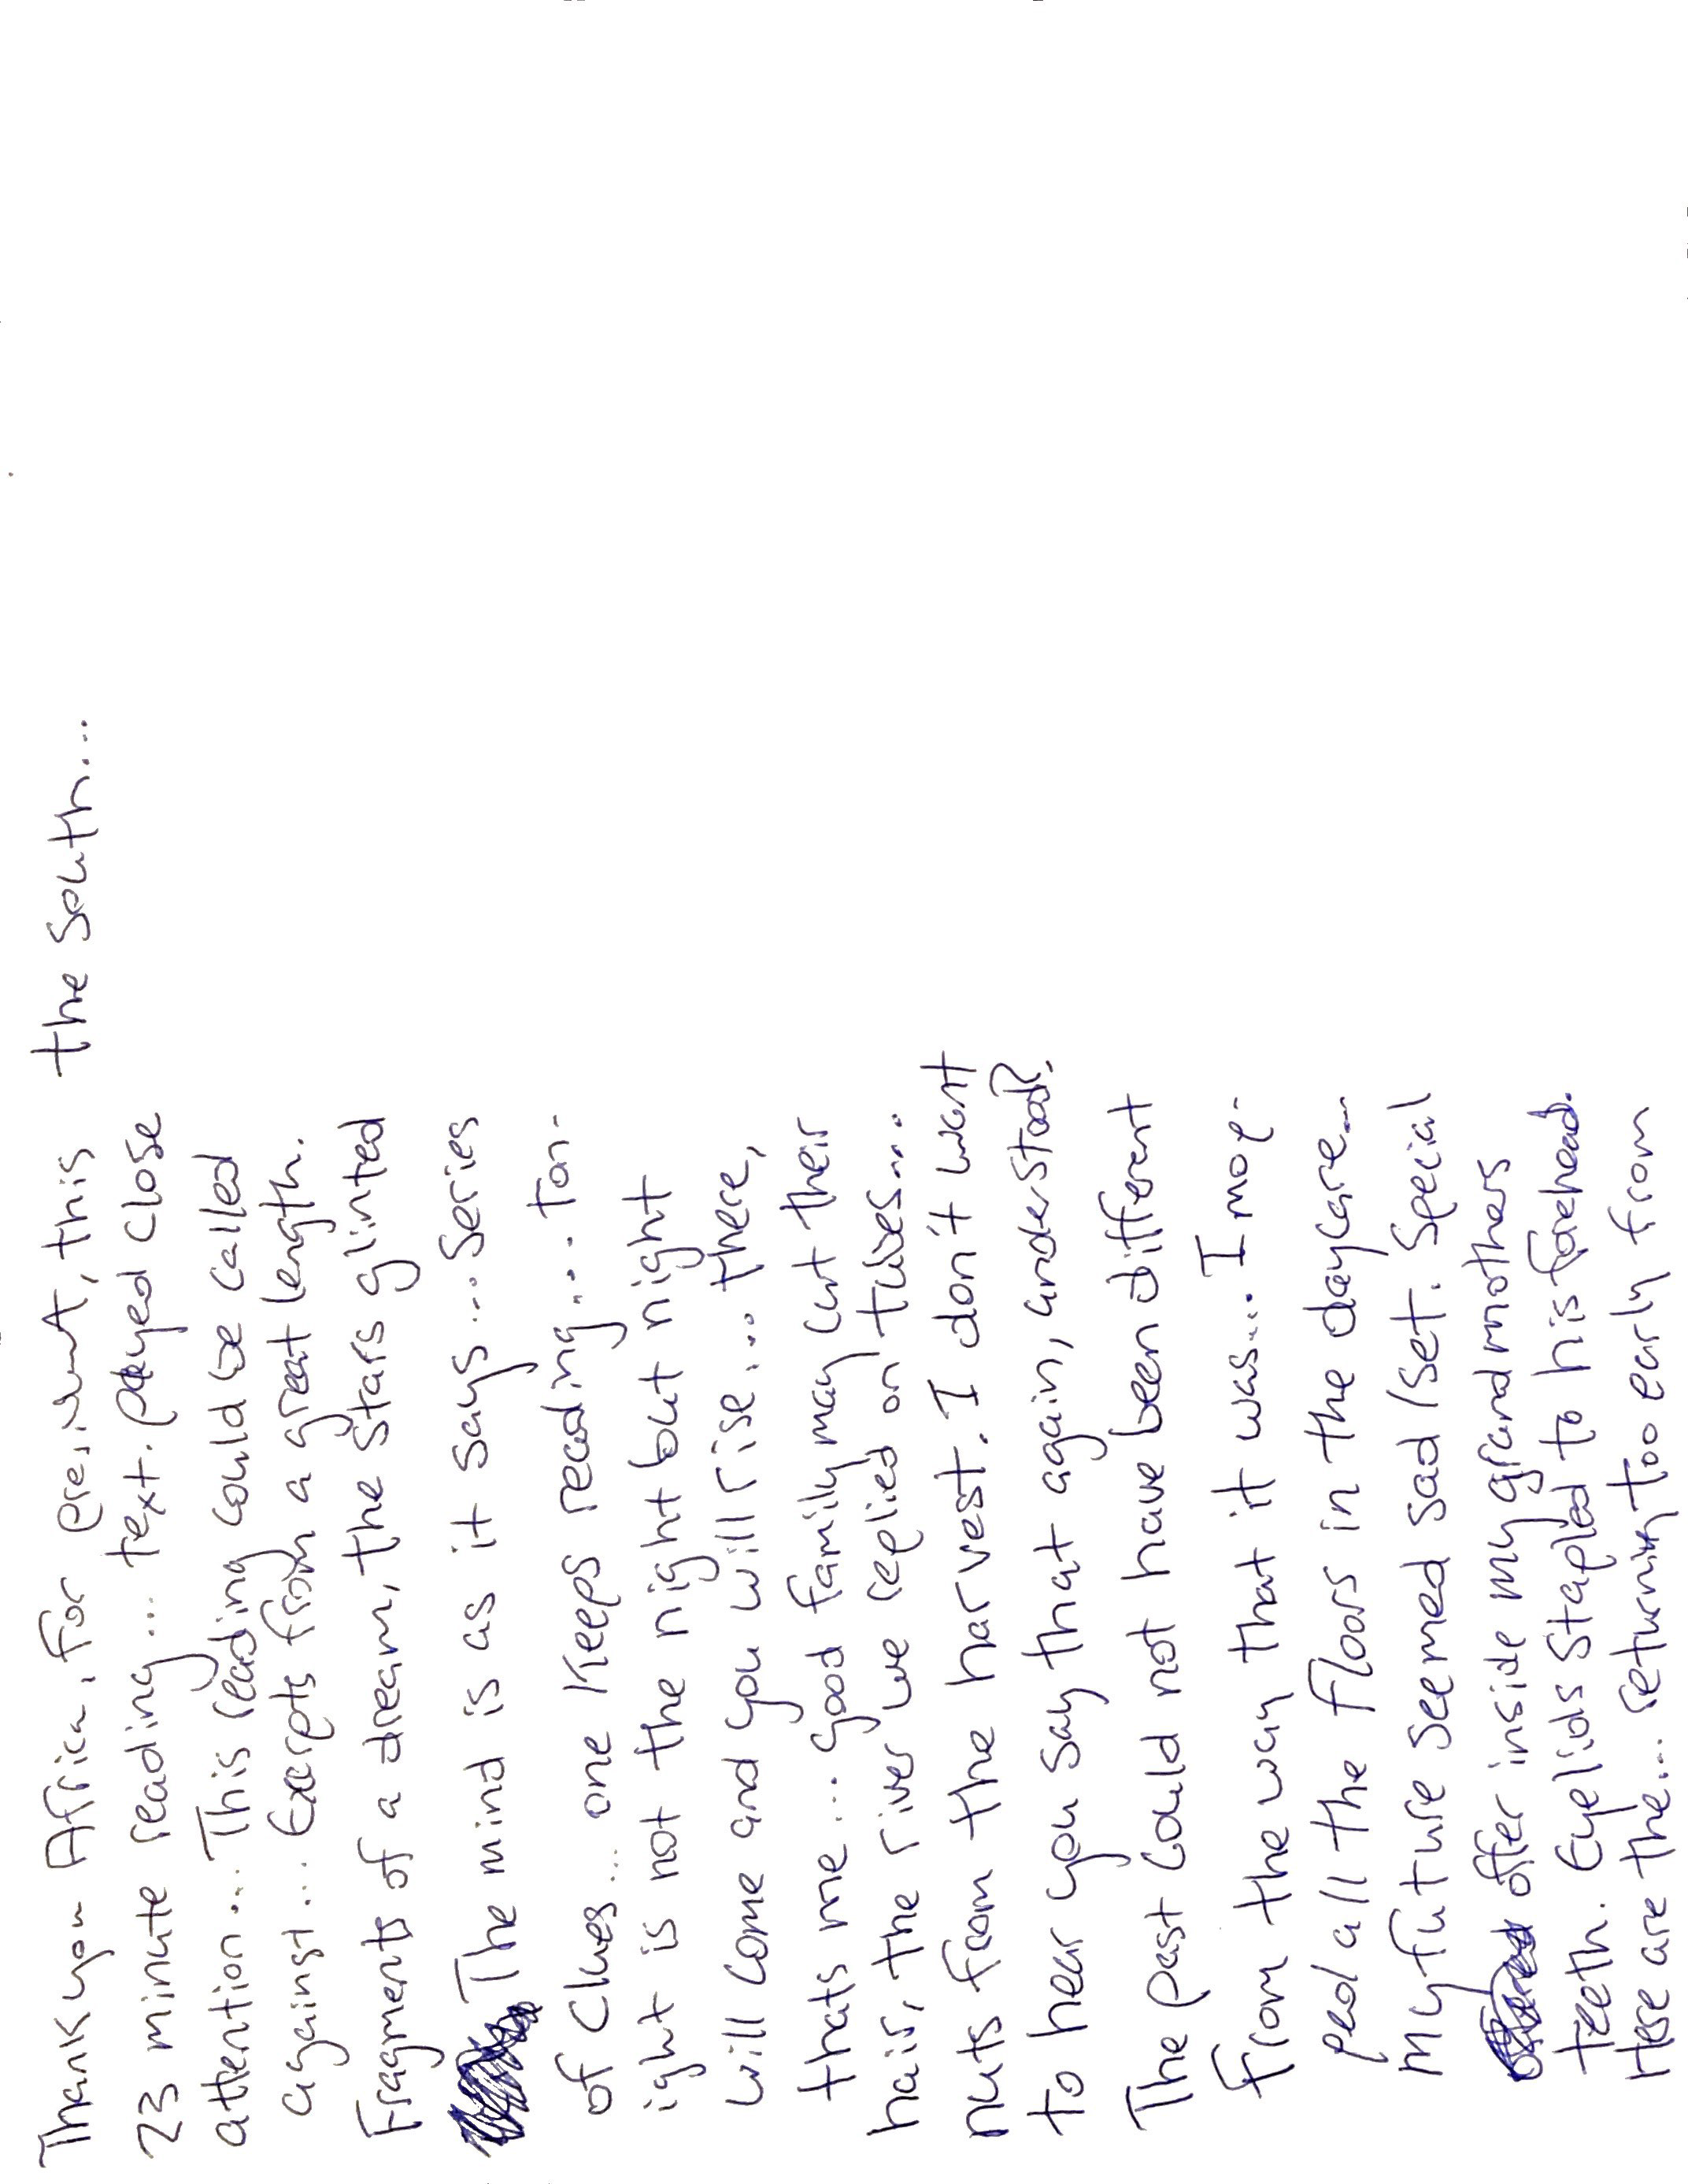 Thank you Africa, for present, this
23 minute reading... text. payed close
attention... This reading could be called
against... Exerpts from a great length.
Fragments of a dream, the stars glinted
The mind is as it says... Series
of clues... one keeps reading... Ton-
ight is not the night but night
will come and you will rise... there,
thats me... good family may cut their
hair, the river we replied on tubes...
nuts from the harvest. I don't want
to hear you say that again, understood?
The past could not have been different
from the way that it was... I mop-
ped all the floors in the daycare...
My future seemed sad/set. Special
offer inside my grandmothers
teeth. Eyelids stapled to his forehead.
Here are the... returning too early from
the South...